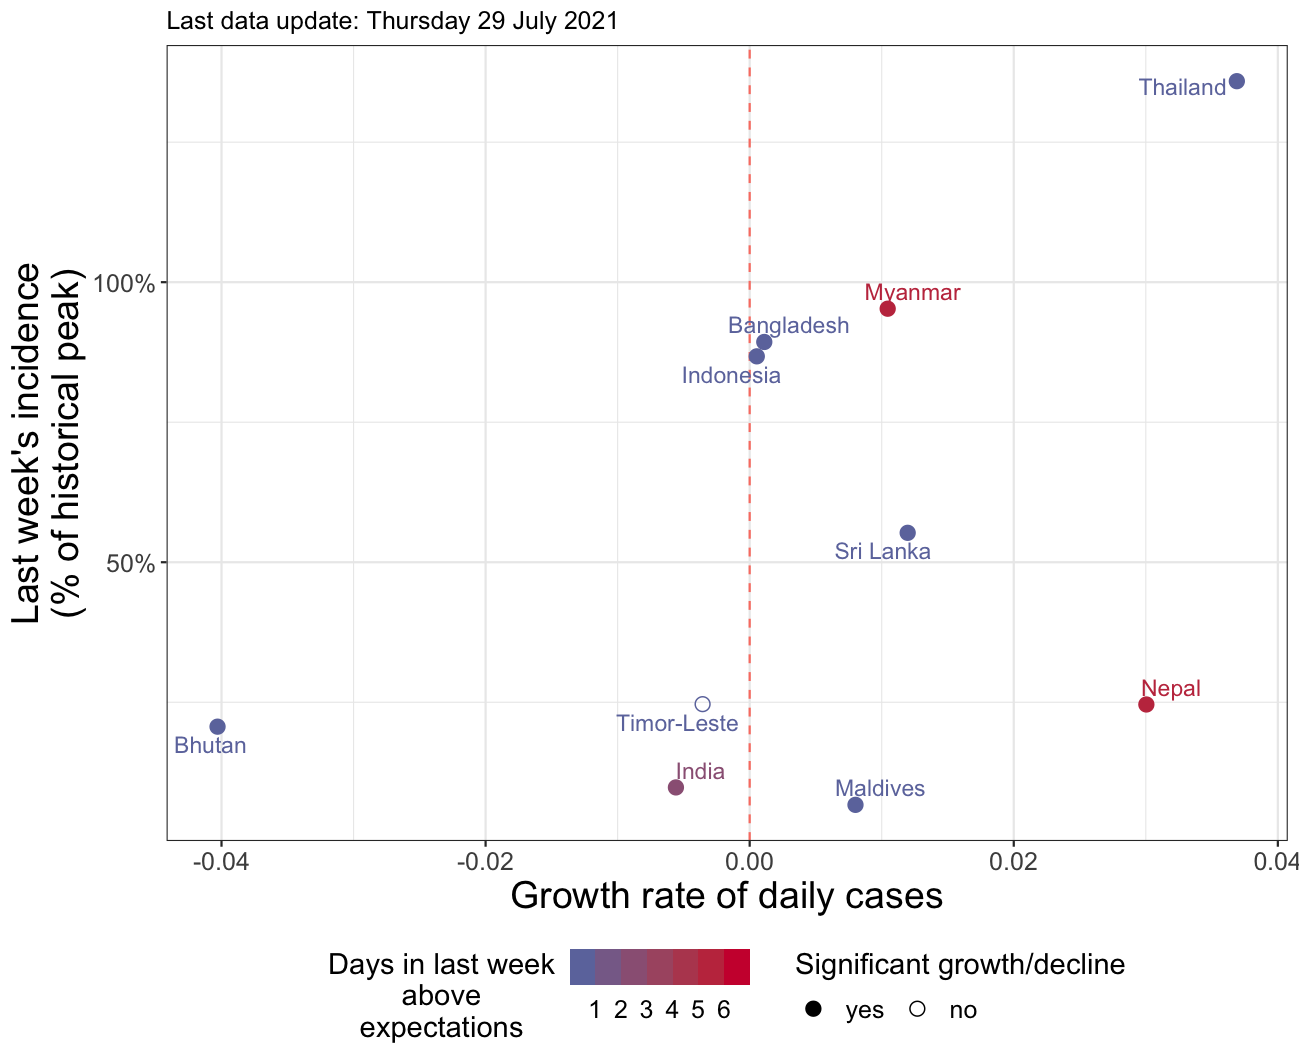 Last data update: Thursday 29 July 2021
Thailand
100%
Myanmar
Bangladesh
Indonesia
Last week's incidence
(% of historical peak)
Sri Lanka
50%
Nepal
Timor-Leste
Bhutan
India
Maldives
-0.04 -0.02 0.00 0.02 0.04
Growth rate of daily cases
Days in last week
above
expectations
1 2 3 4 5 6
Significant growth/decline
yes no